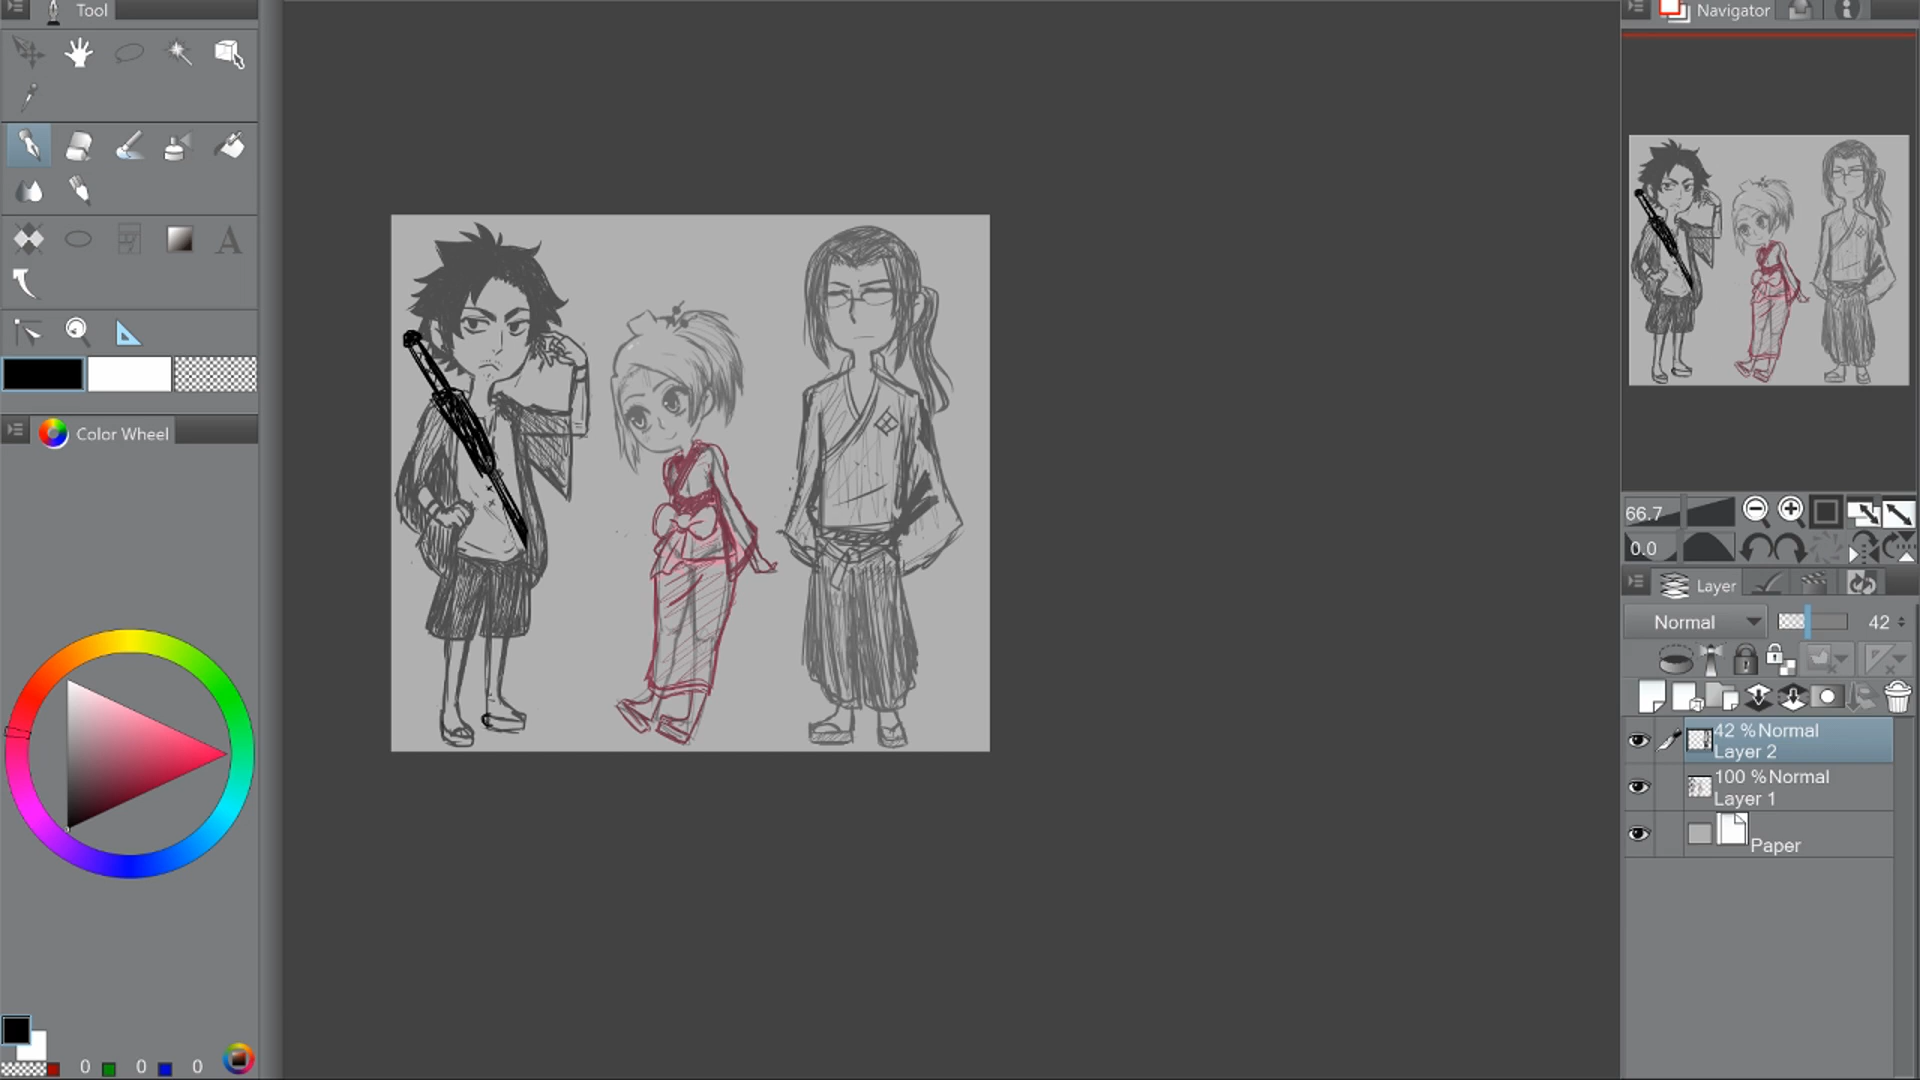 Tool
Color Wheel
0 0 0
Navigator
66.7
0.0
Layer
Normal 42
42 %Normal
Layer 2
100 %Normal
Layer 1
Paper